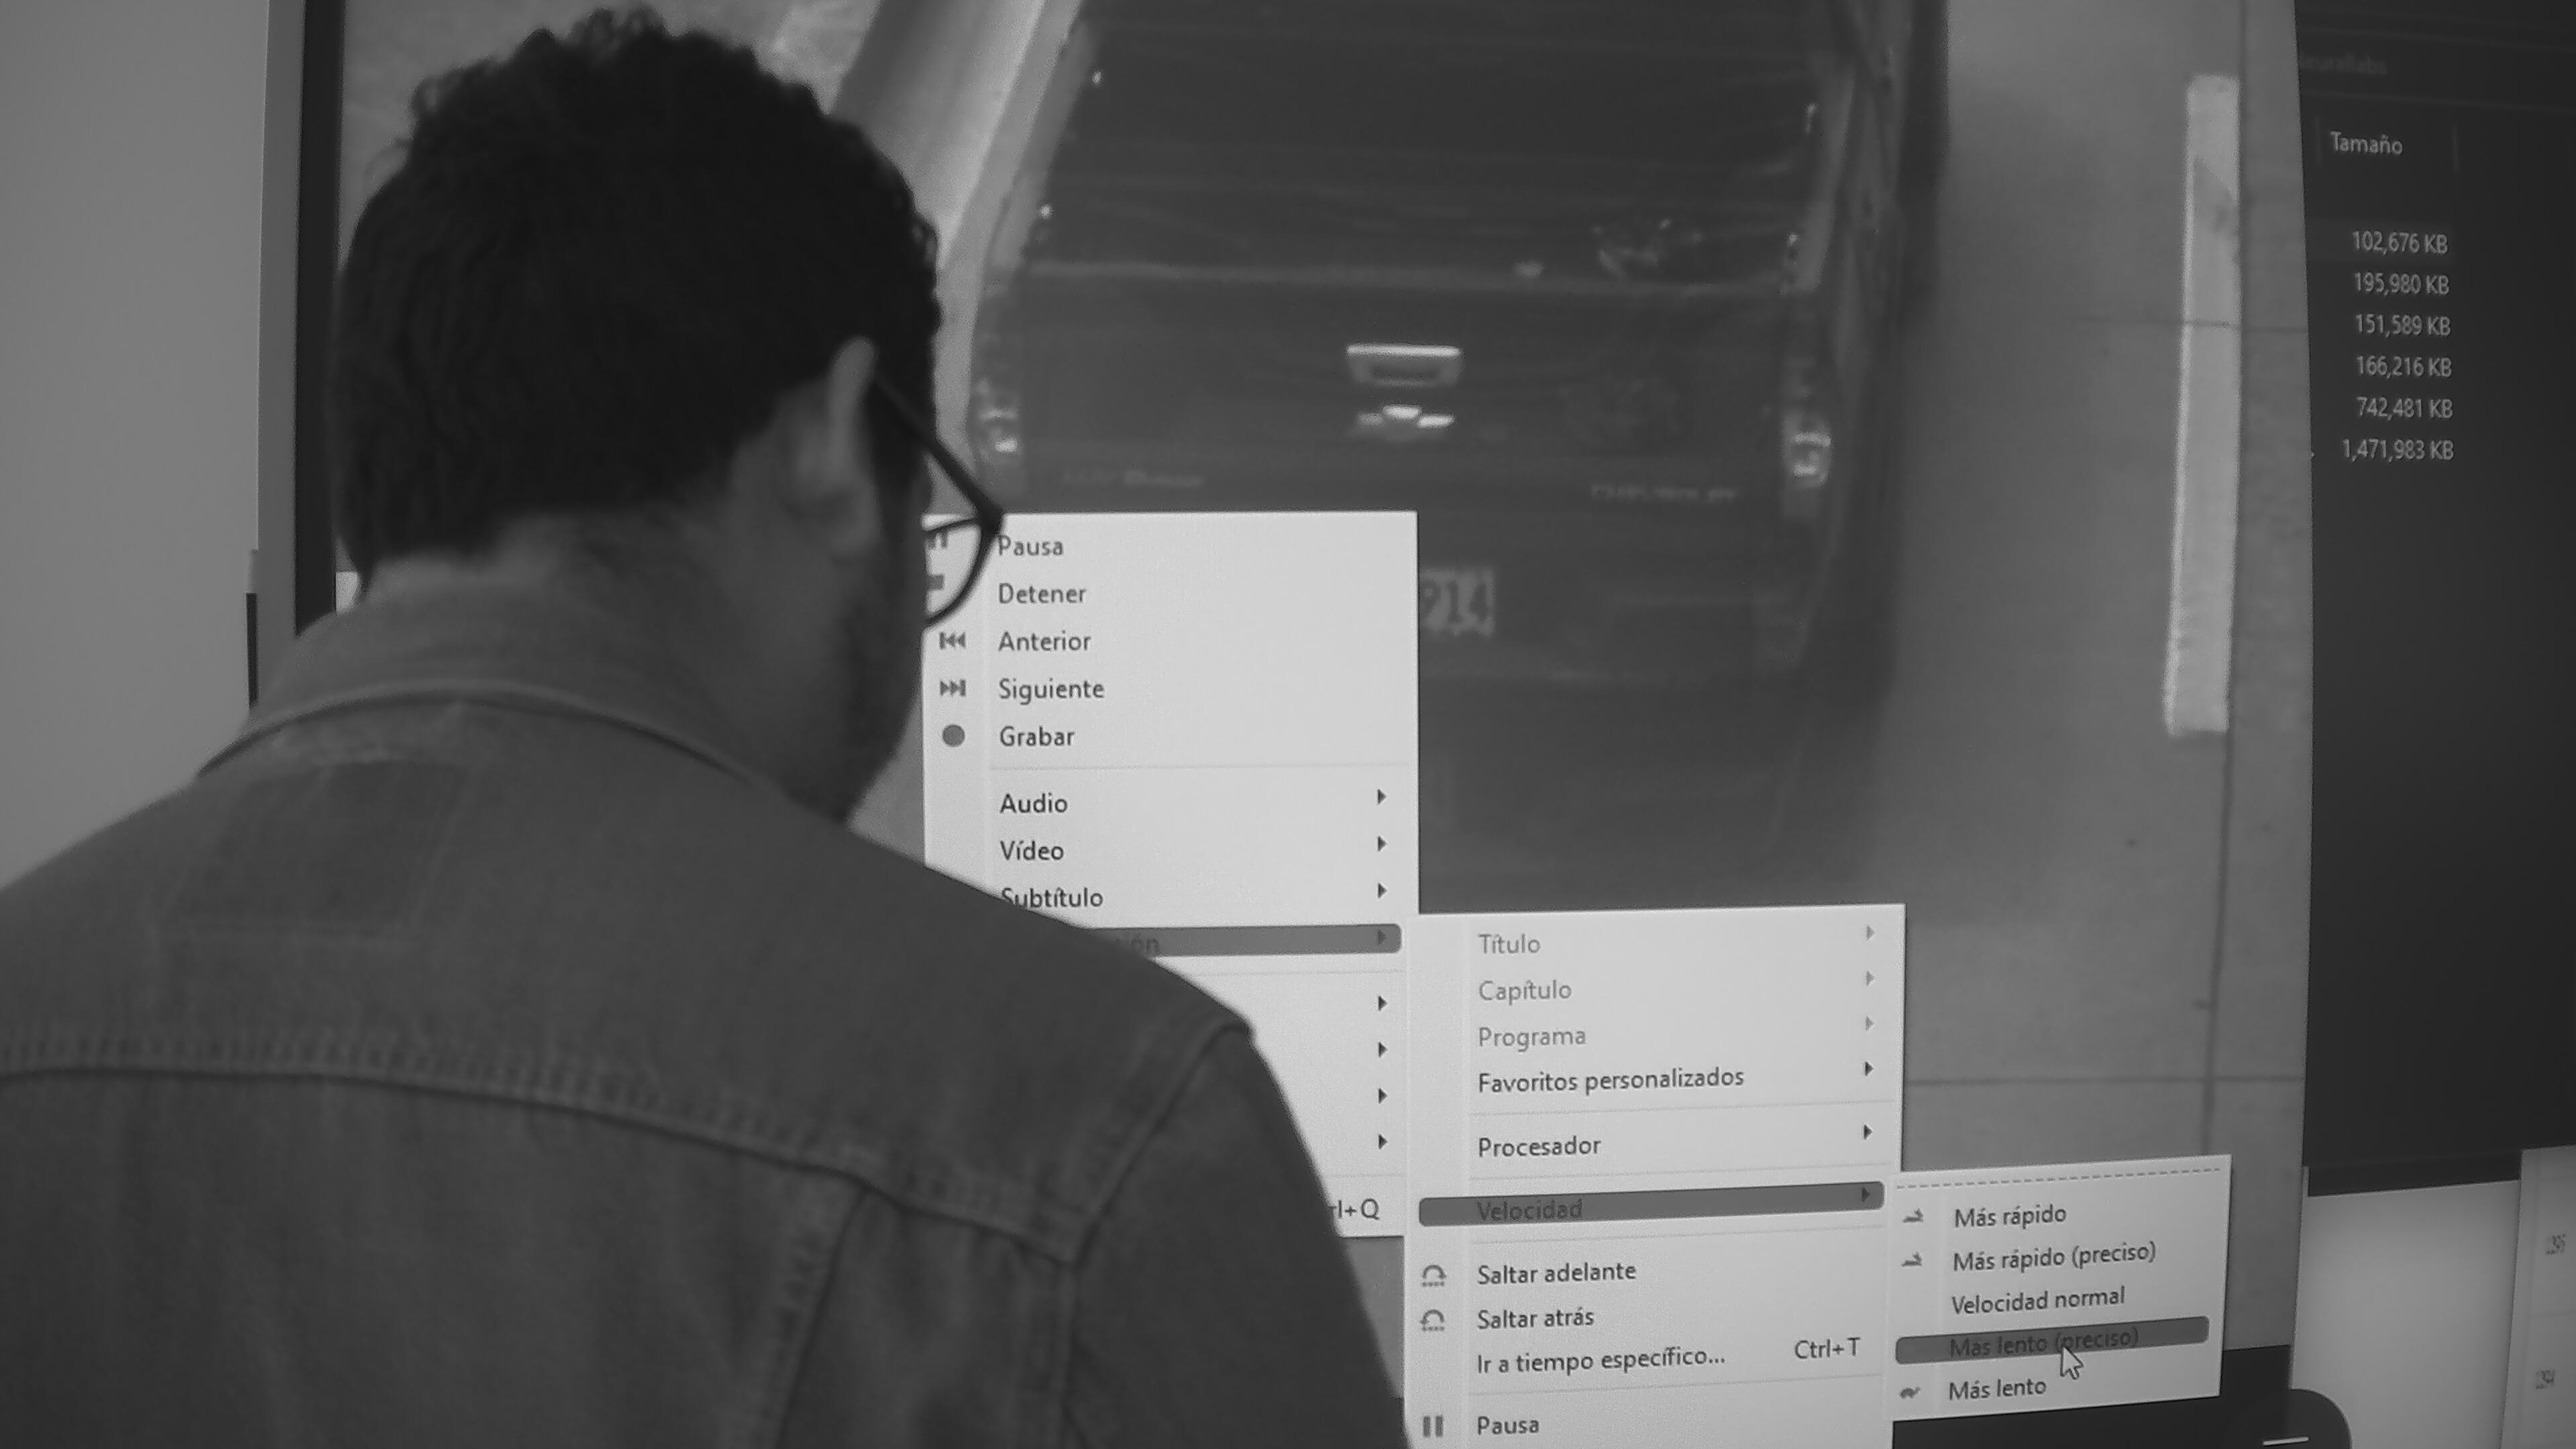 Tamaño
102,676 KB
195,980 KB
151,589 KB
166,216 KB
742,481 KB
1,471,983 KB
Pausa
Detener
914
Anterior
Siguiente
Grabar
Audio
Vídeo
Subtítulo
ión
Título
Capítulo
Programa
Favoritos personalizados
Procesador
rl+Q
Velocidad
Más rápido
Más rápido (preciso)
Velocidad normal
Más lento (preciso)
Más lento
Saltar adelante
Saltar atrás
Ir a tiempo específico... Ctrl+T
Pausa